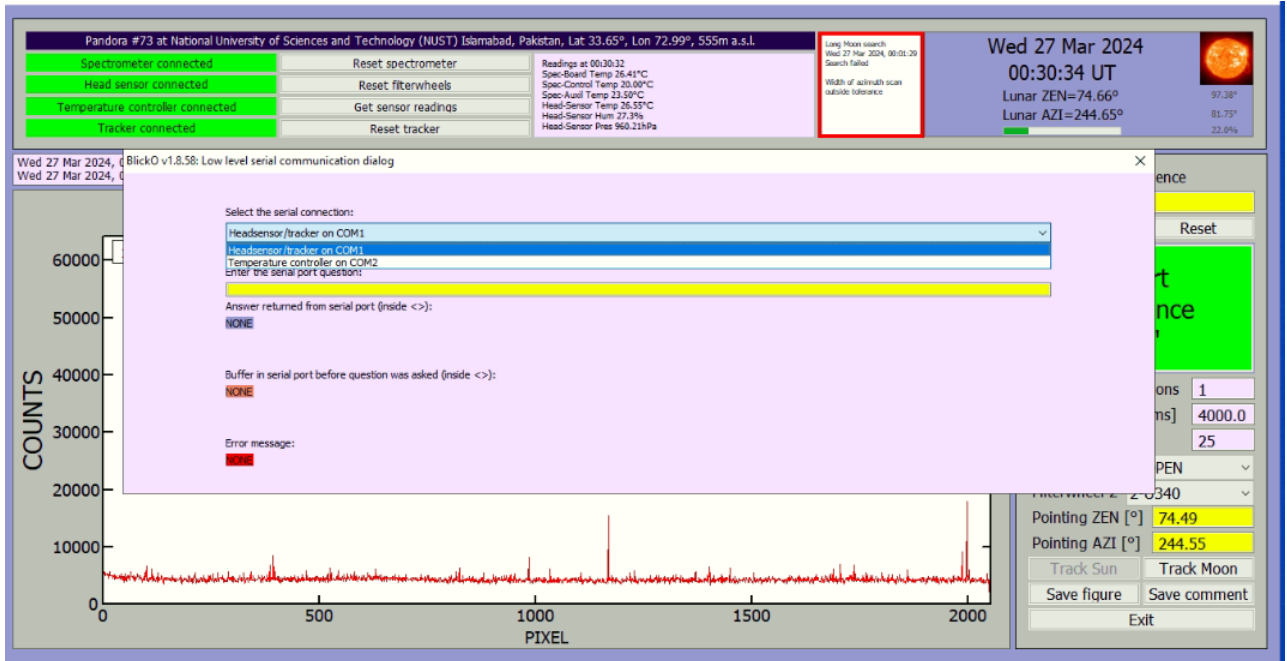 Pandora #73 at National University of Sciences and Technology (NUST) Islamabad, Pakistan, Lat 33.65°, Lon 72.99°, 555m a.s.l.
Spectrometer connected
Head sensor connected
Temperature controller connected
Tracker connected
Reset spectrometer
Reset filterwheels
Get sensor readings
Reset tracker
Readings at 00:30:32
Spec-Board Temp 26.41°C
Spec-Control Temp 20.00°C
Spec-Auxil Temp 23.50°C
Head-Sensor Temp 26.55°C
Head-Sensor Hum 27.3%
Head-Sensor Pres 960.21hPa
Long Moon search
Wed 27 Mar 2024, 00:01:29
Search failed
Width of azimuth scan
outside tolerance
Wed 27 Mar 2024
00:30:34 UT
Lunar ZEN=74.66°
Lunar AZI=244.65°
97.38°
81.75°
22.0%
Wed 27 Mar 2024,
Wed 27 Mar 2024,
BlickO v1.8.58: Low level serial communication dialog
Select the serial connection:
Headsensor/tracker on COM1
Headsensor/tracker on COM1
Temperature controller on COM2
Enter the serial port question:
Answer returned from serial port (inside <>):
NONE
Buffer in serial port before question was asked (inside <>):
NONE
Error message:
NONE
ence
Reset
rt
nce
"
ons 1
ms] 4000.0
25
PEN
Filterwheel 2 2-U340
Pointing ZEN [°] 74.49
Pointing AZI [°] 244.55
Track Sun Track Moon
Save figure Save comment
Exit
COUNTS
60000
50000
40000
30000
20000
10000
0
0 500 1000 1500 2000
PIXEL